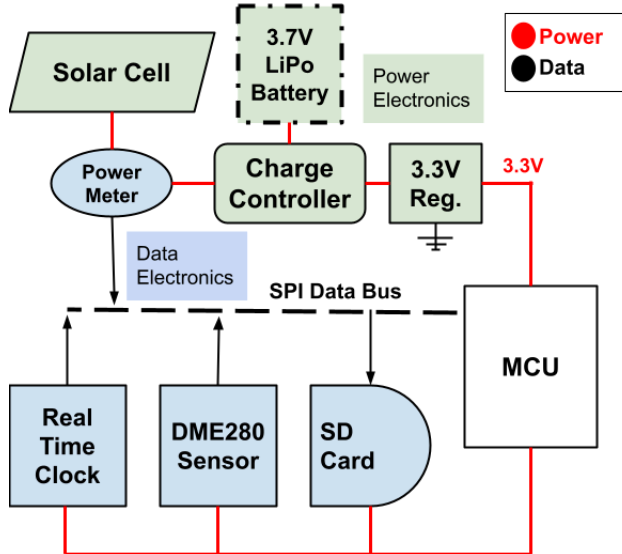 Solar Cell
3.7V
LiPo
Battery
Power
Electronics
Power
Data
Power
Meter
Charge
Controller
3.3V
Reg.
3.3V
Data
Electronics
SPI Data Bus
MCU
Real
Time
Clock
DME280
Sensor
SD
Card